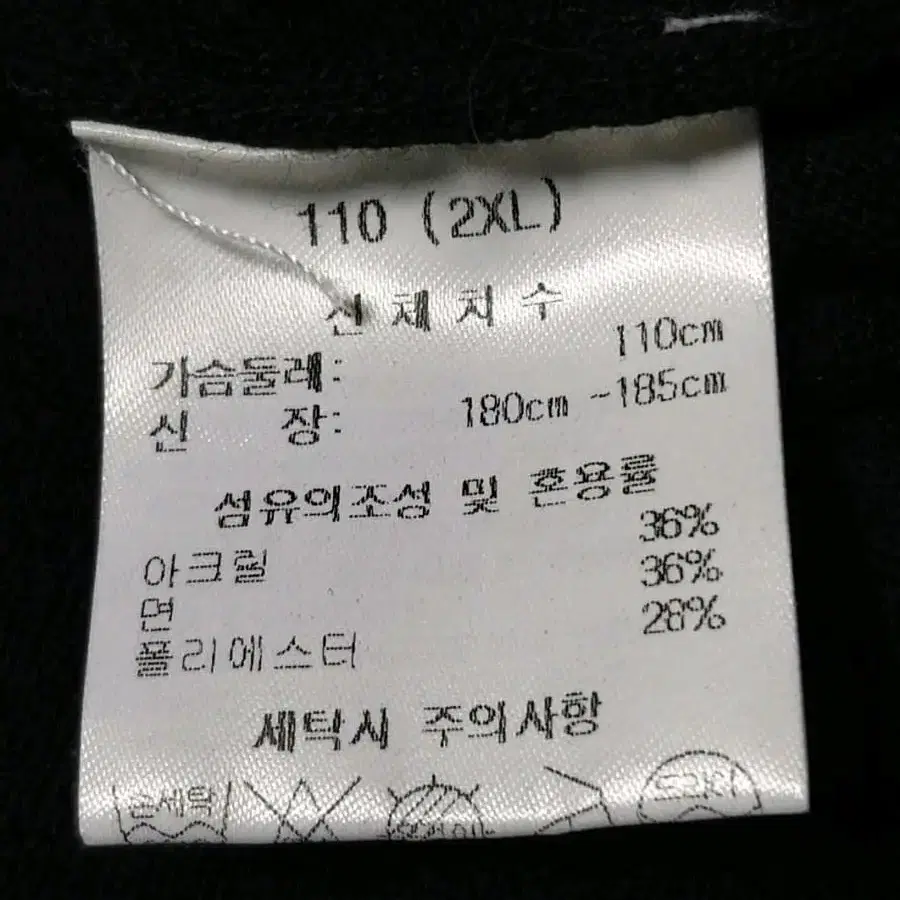 110 (2XL)
신체치수
가슴둘레: 110cm
신 장: 180cm ~185cm
섬유의조성 및 혼용률
아크릴 36%
면 36%
폴리에스터 28%
세탁시 주의사항
손세탁
드라이